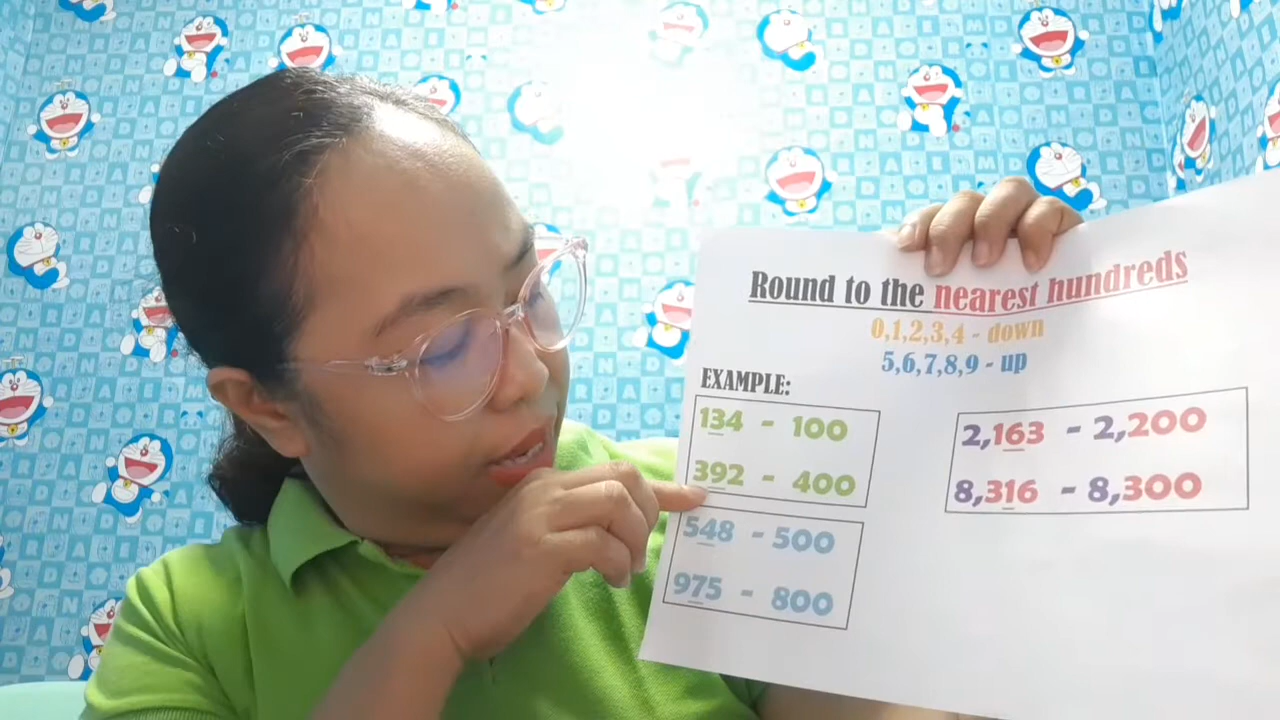 Round to the nearest hundreds
0,1,2,3,4 - down
5,6,7,8,9 - up
EXAMPLE:
134 - 100
392 - 400
548 - 500
975 - 800
2,163 - 2,200
8,316 - 8,300